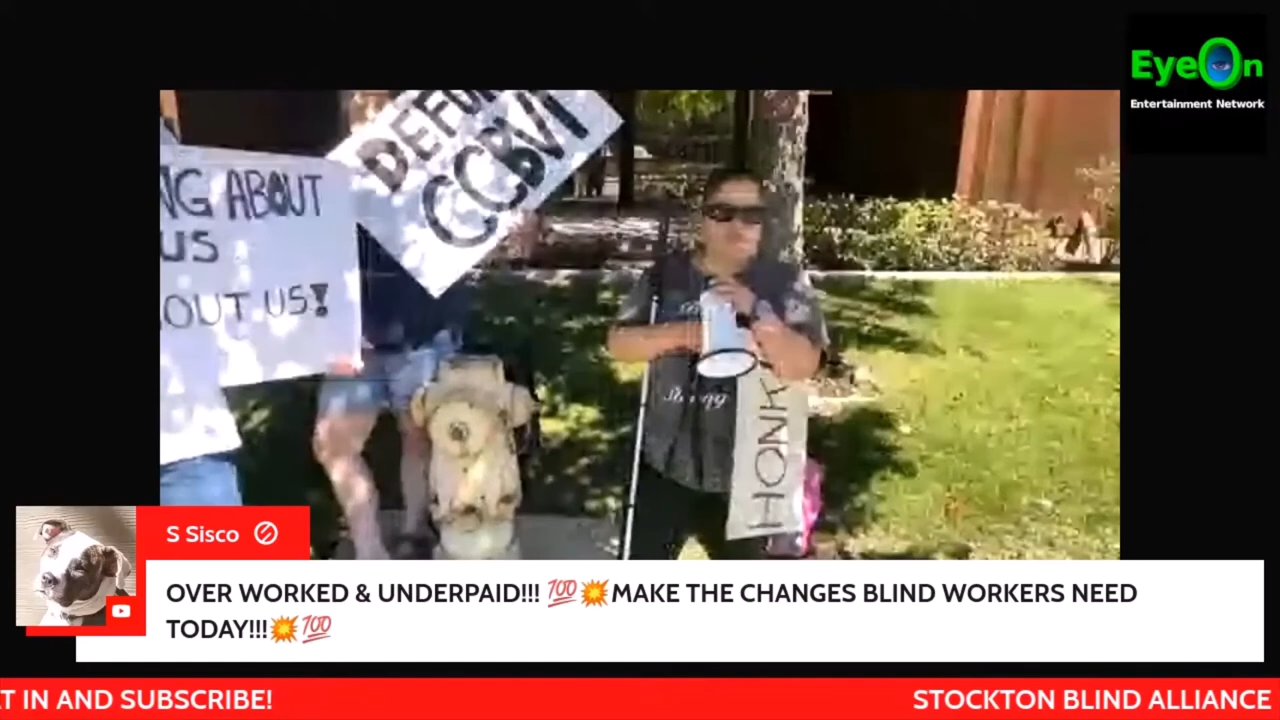 EyeOn
Entertainment Network
DEFUN
CCBVI
NG ABOUT
US
OUT US!
HONK
S Sisco
OVER WORKED & UNDERPAID!!! 💯💥MAKE THE CHANGES BLIND WORKERS NEED
TODAY!!!💥💯
T IN AND SUBSCRIBE!
STOCKTON BLIND ALLIANCE